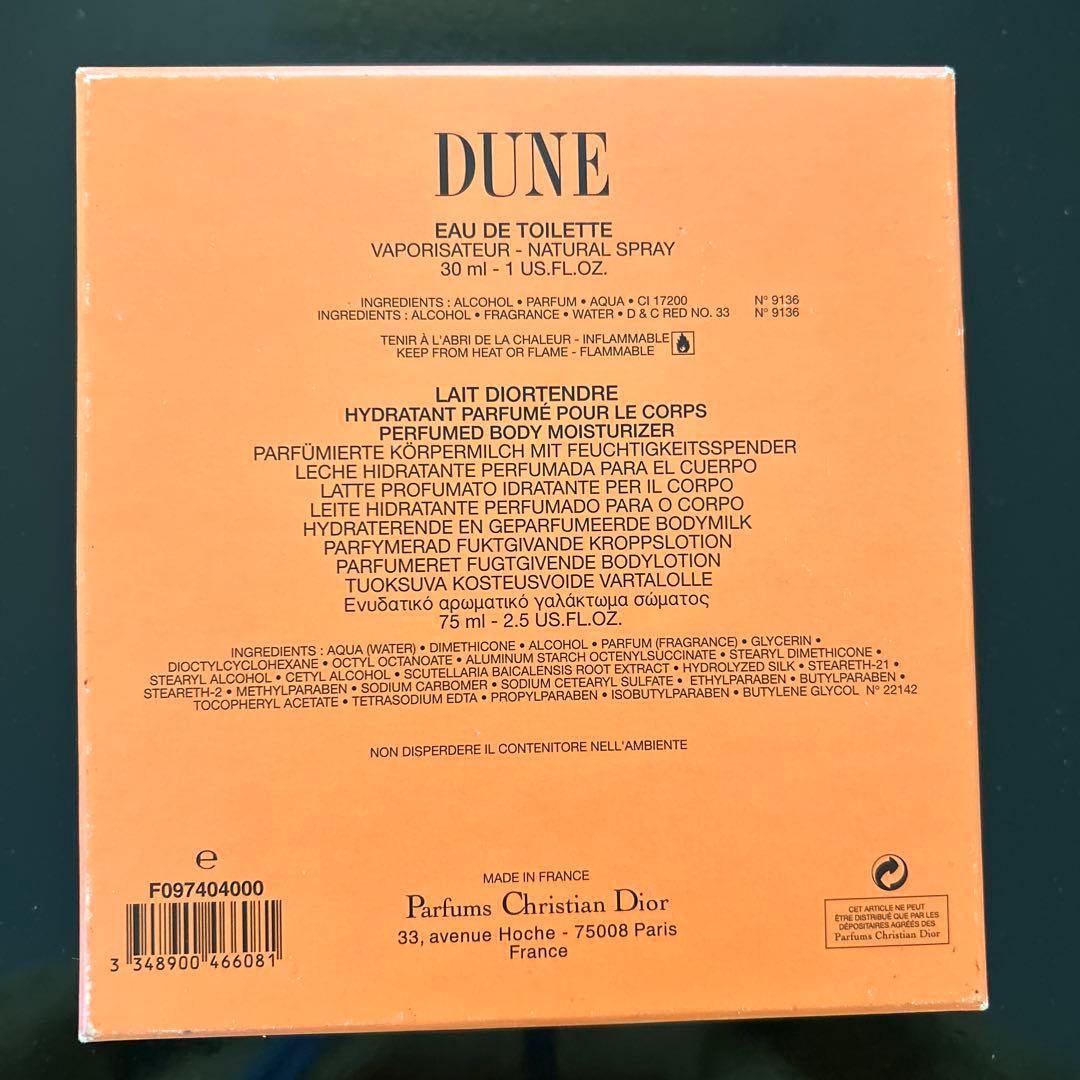 DUNE
EAU DE TOILETTE
VAPORISATEUR - NATURAL SPRAY
30 ml - 1 US.FL.OZ.
INGREDIENTS : ALCOHOL • PARFUM • AQUA • CI 17200 N° 9136
INGREDIENTS : ALCOHOL • FRAGRANCE • WATER • D & C RED NO. 33 N° 9136
TENIR À L'ABRI DE LA CHALEUR - INFLAMMABLE
KEEP FROM HEAT OR FLAME - FLAMMABLE
LAIT DIORTENDRE
HYDRATANT PARFUMÉ POUR LE CORPS
PERFUMED BODY MOISTURIZER
PARFÜMIERTE KÖRPERMILCH MIT FEUCHTIGKEITSSPENDER
LECHE HIDRATANTE PERFUMADA PARA EL CUERPO
LATTE PROFUMATO IDRATANTE PER IL CORPO
LEITE HIDRATANTE PERFUMADO PARA O CORPO
HYDRATERENDE EN GEPARFUMEERDE BODYMILK
PARFYMERAD FUKTGIVANDE KROPPSLOTION
PARFUMERET FUGTGIVENDE BODYLOTION
TUOKSUVA KOSTEUSVOIDE VARTALOLLE
Ενυδατικό αρωματικό γαλάκτωμα σώματος
75 ml - 2.5 US.FL.OZ.
INGREDIENTS : AQUA (WATER) • DIMETHICONE • ALCOHOL • PARFUM (FRAGRANCE) • GLYCERIN •
DIOCTYLCYCLOHEXANE • OCTYL OCTANOATE • ALUMINUM STARCH OCTENYLSUCCINATE • STEARYL DIMETHICONE •
STEARYL ALCOHOL • CETYL ALCOHOL • SCUTELLARIA BAICALENSIS ROOT EXTRACT • HYDROLYZED SILK • STEARETH-21 •
STEARETH-2 • METHYLPARABEN • SODIUM CARBOMER • SODIUM CETEARYL SULFATE • ETHYLPARABEN • BUTYLPARABEN •
TOCOPHERYL ACETATE • TETRASODIUM EDTA • PROPYLPARABEN • ISOBUTYLPARABEN • BUTYLENE GLYCOL N° 22142
NON DISPERDERE IL CONTENITORE NELL'AMBIENTE
℮
F097404000
3 348900 466081
MADE IN FRANCE
Parfums Christian Dior
33, avenue Hoche - 75008 Paris
France
CET ARTICLE NE PEUT
ÊTRE DISTRIBUÉ QUE PAR LES
DÉPOSITAIRES AGRÉÉS DES
Parfums Christian Dior